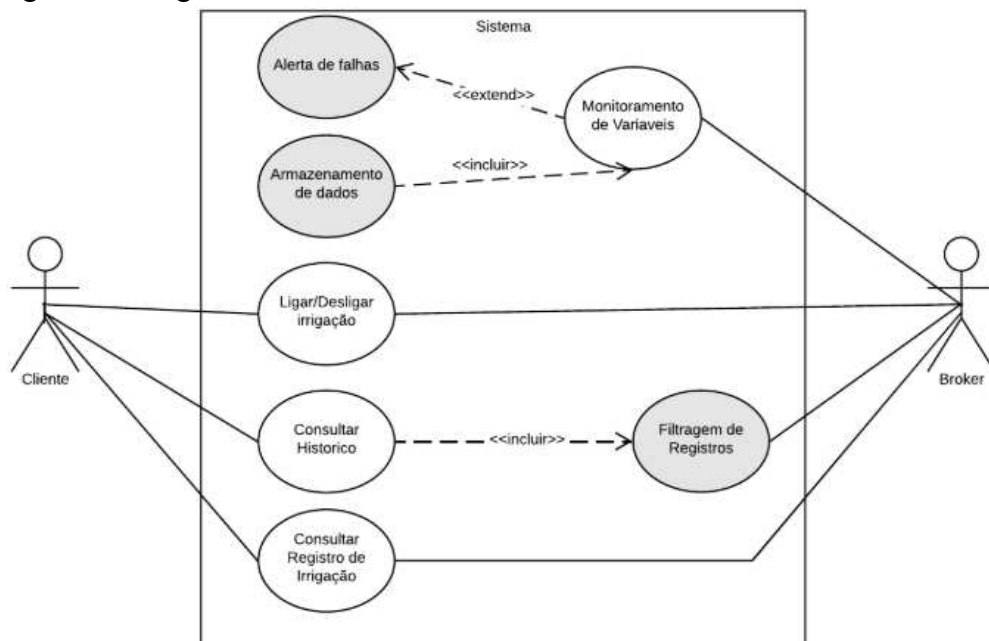 Sistema
Alerta de falhas
<<extend>>
Monitoramento
de Variaveis
Armazenamento
de dados
<<incluir>>
Ligar/Desligar
irrigação
Cliente
Broker
Consultar
Historico
<<incluir>>
Filtragem de
Registros
Consultar
Registro de
Irrigação